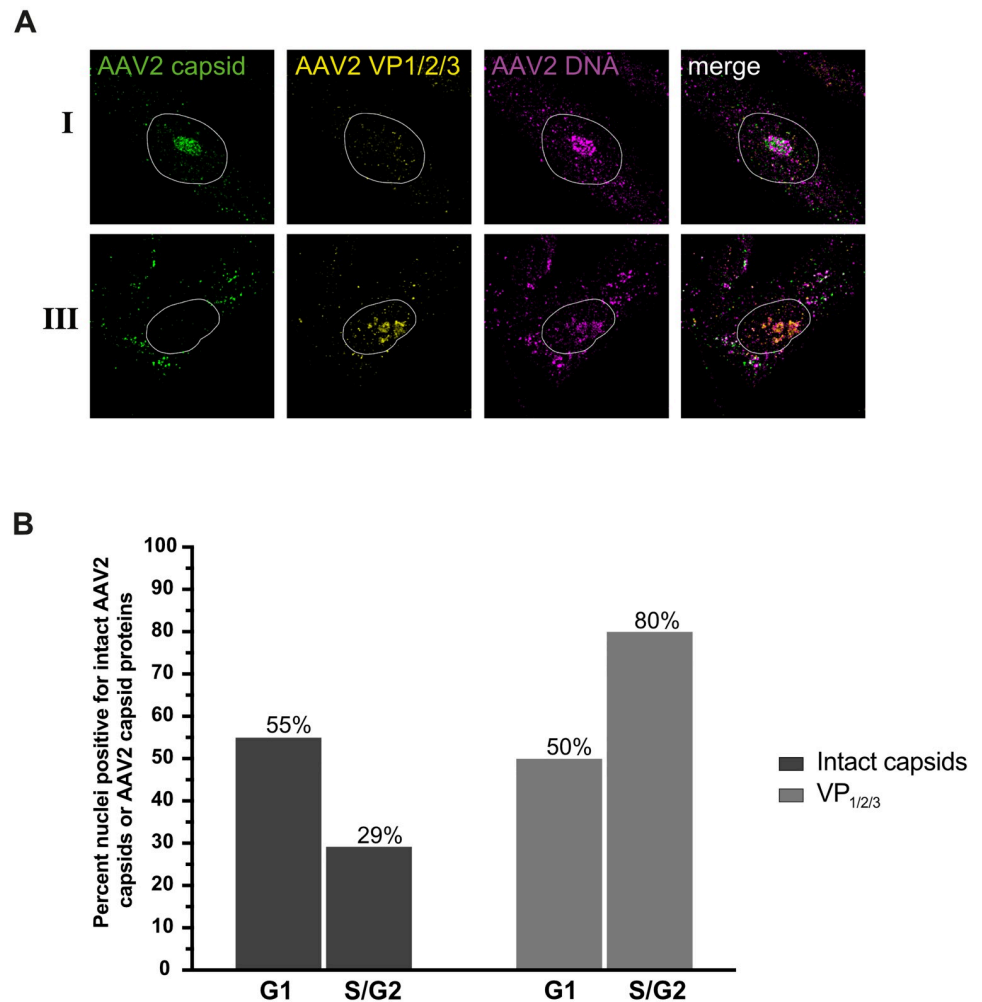 A
AAV2 capsid
AAV2 VP1/2/3
AAV2 DNA
merge
I
III
B
Percent nuclei positive for intact AAV2
capsids or AAV2 capsid proteins
100
90
80
70
60
50
40
30
20
10
0
55%
29%
50%
80%
G1
S/G2
G1
S/G2
Intact capsids
VP1/2/3